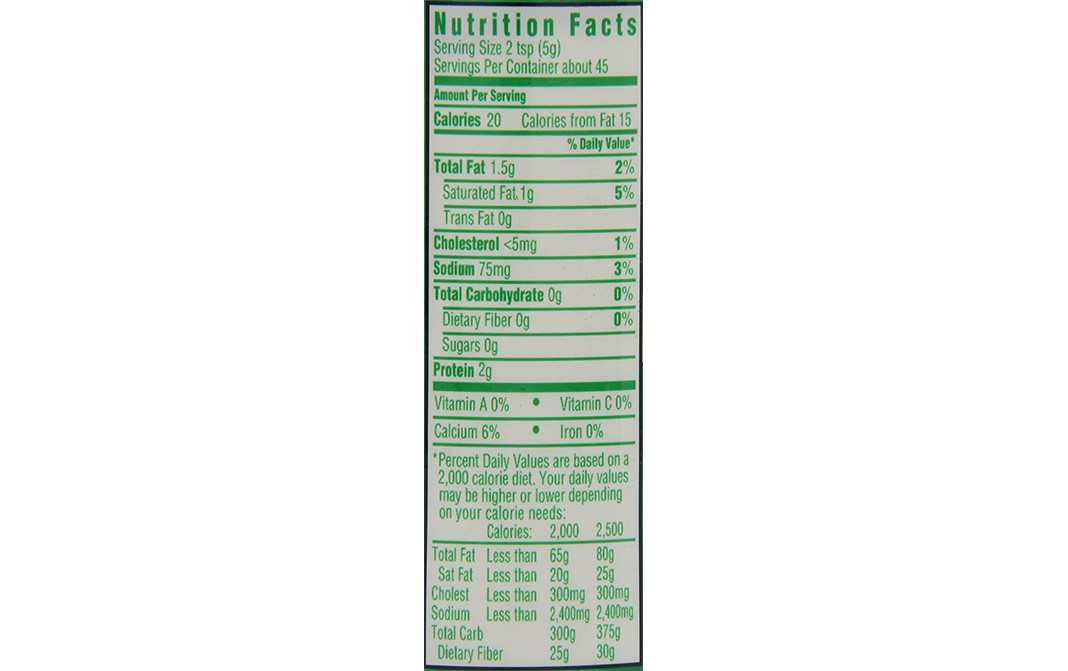 Nutrition Facts
Serving Size 2 tsp (5g)
Servings Per Container about 45
Amount Per Serving
Calories 20 Calories from Fat 15
% Daily Value*
Total Fat 1.5g 2%
Saturated Fat 1g 5%
Trans Fat 0g
Cholesterol <5mg 1%
Sodium 75mg 3%
Total Carbohydrate 0g 0%
Dietary Fiber 0g 0%
Sugars 0g
Protein 2g
Vitamin A 0% • Vitamin C 0%
Calcium 6% • Iron 0%
*Percent Daily Values are based on a
2,000 calorie diet. Your daily values
may be higher or lower depending
on your calorie needs:
Calories: 2,000 2,500
Total Fat Less than 65g 80g
Sat Fat Less than 20g 25g
Cholest Less than 300mg 300mg
Sodium Less than 2,400mg 2,400mg
Total Carb 300g 375g
Dietary Fiber 25g 30g